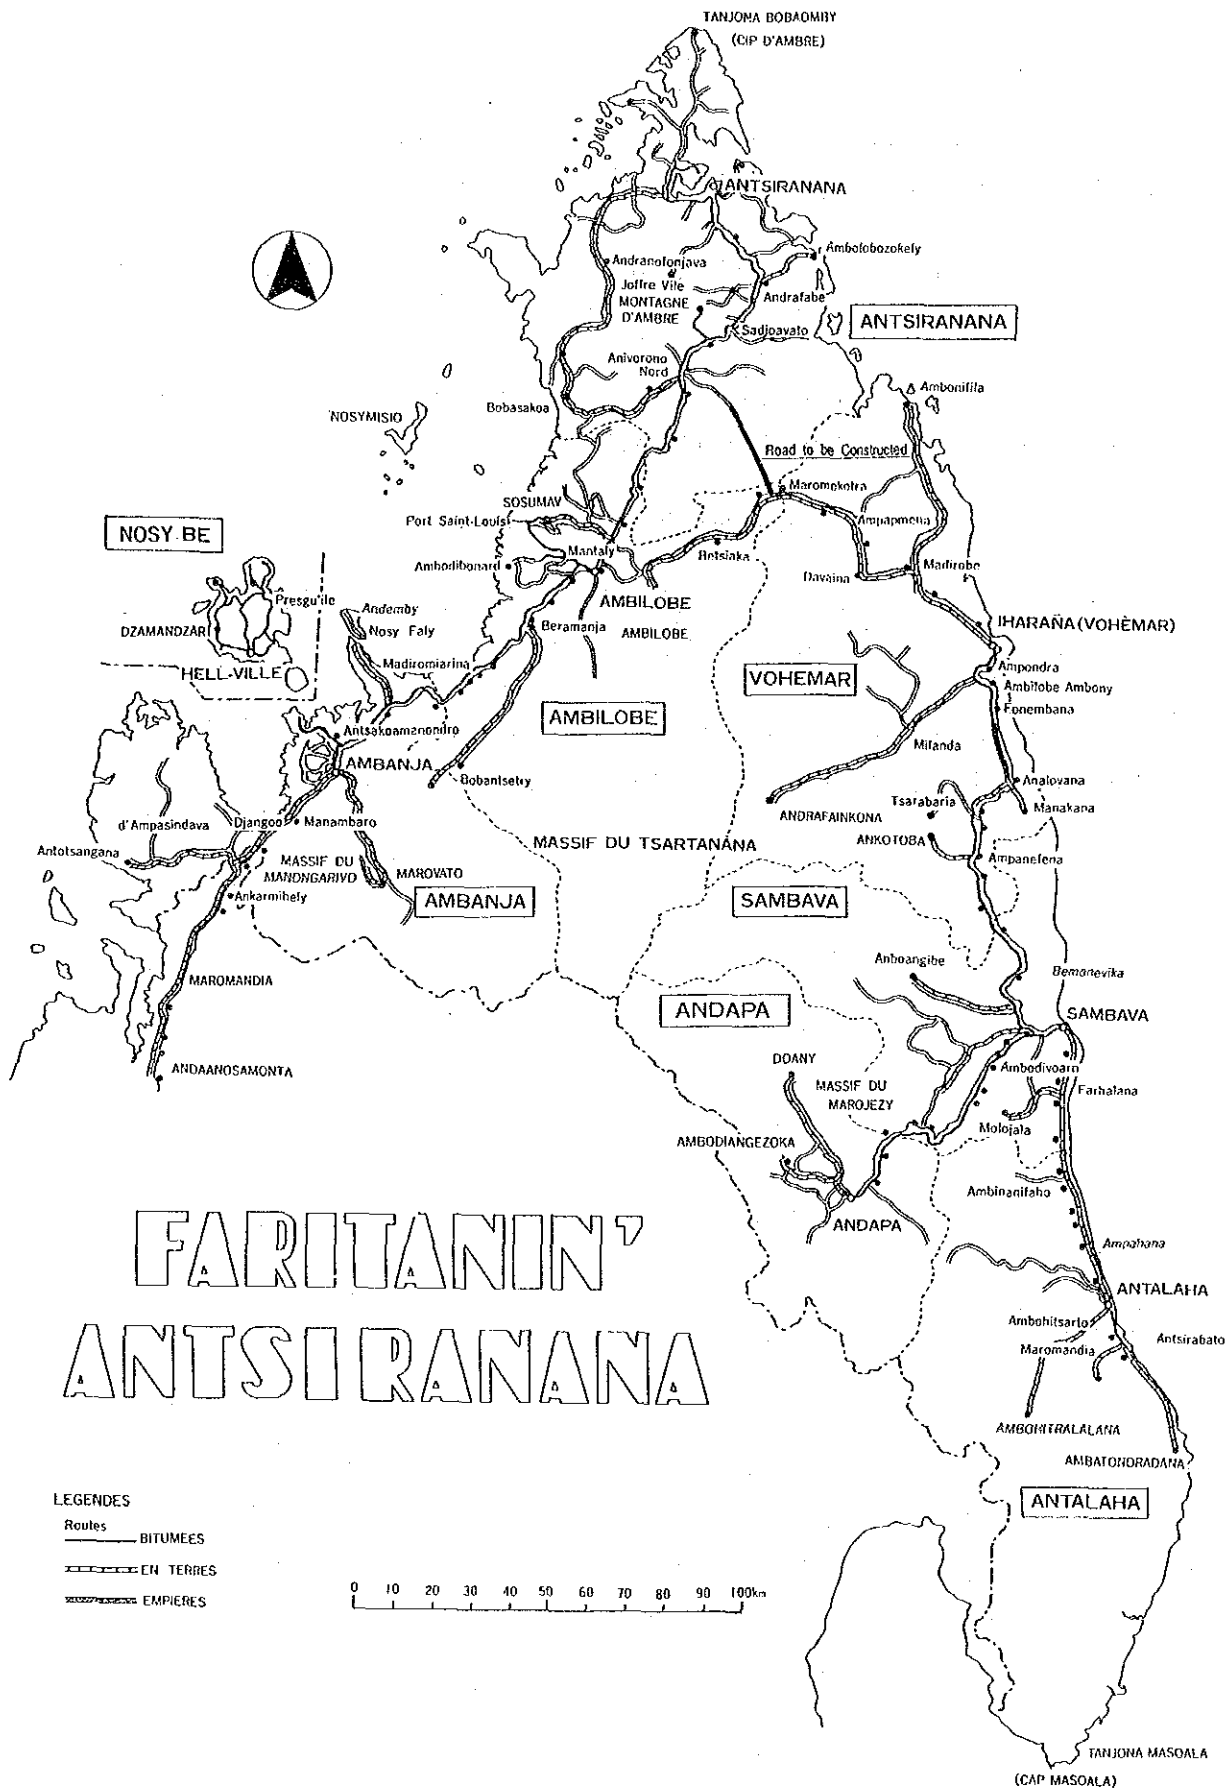 TANJONA BOBAOMBY
(CIP D'AMBRE)
ANTSIRANANA
Ambolobozokely
Andranofonjava
Joffre Vile
MONTAGNE
D'AMBRE
Andrafabe
ANTSIRANANA
Sadjoavato
Anivorono
Nord
Bobasakoa
Ambonifila
NOSYMISIO
Road to be Constructed
Maromokotra
SOSUMAV
Port Saint-Louis
Ampapmena
NOSY BE
Mantaly
Betsiaka
Ambodibonard
Davaina
Madirobe
Presgu'ile
AMBILOBE
Andemby
DZAMANDZAR
Nosy Faly
Beramanja
AMBILOBE
IHARAÑA (VOHÈMAR)
Madiromiarina
HELL-VILLE
VOHEMAR
Ampondra
Ambilobe Ambony
Fonembana
AMBILOBE
Antsakoamanondro
Milanda
AMBANJA
Bobantsetry
Analovana
Tsarabaria
Manakana
ANDRAFAINKONA
d'Ampasindava
Djangoo
Manambaro
ANKOTOBA
MASSIF DU TSARTANANA
Antotsangana
MASSIF DU
MANONGARIVO
MAROVATO
Ampanefena
Ankarmihely
AMBANJA
SAMBAVA
Anboangibe
Bemanevika
MAROMANDIA
ANDAPA
SAMBAVA
ANDAANOSAMONTA
DOANY
Ambodivoara
MASSIF DU
MAROJEZY
Farhalana
Molojala
AMBODIANGEZOKA
Ambinanifaho
ANDAPA
FARITANIN'
Ampahana
ANTALAHA
Ambohitsarlo
Antsirabato
ANTSIRANANA
Maromandia
AMBOHITRALALANA
AMBATONDRADANA
ANTALAHA
LEGENDES
Routes
BITUMEES
EN TERRES
EMPIERES
0 10 20 30 40 50 60 70 80 90 100km
TANJONA MASOALA
(CAP MASOALA)